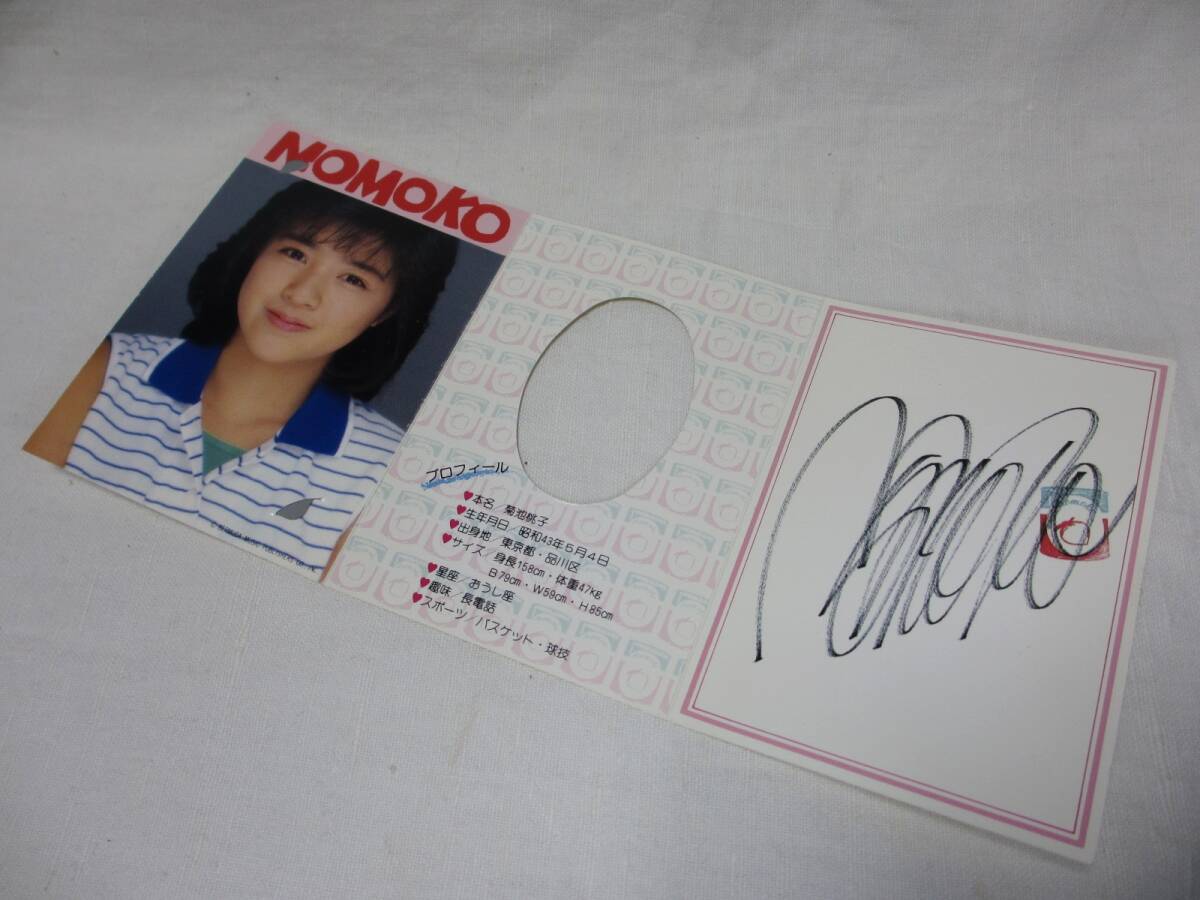 MOMOKO
プロフィール
♥本名／菊池桃子
♥生年月日／昭和43年5月4日
♥出身地／東京都・品川区
♥サイズ／身長158cm・体重47kg
B79cm・W59cm・H85cm
♥星座／おうし座
♥趣味／長電話
♥スポーツ／バスケット・球技